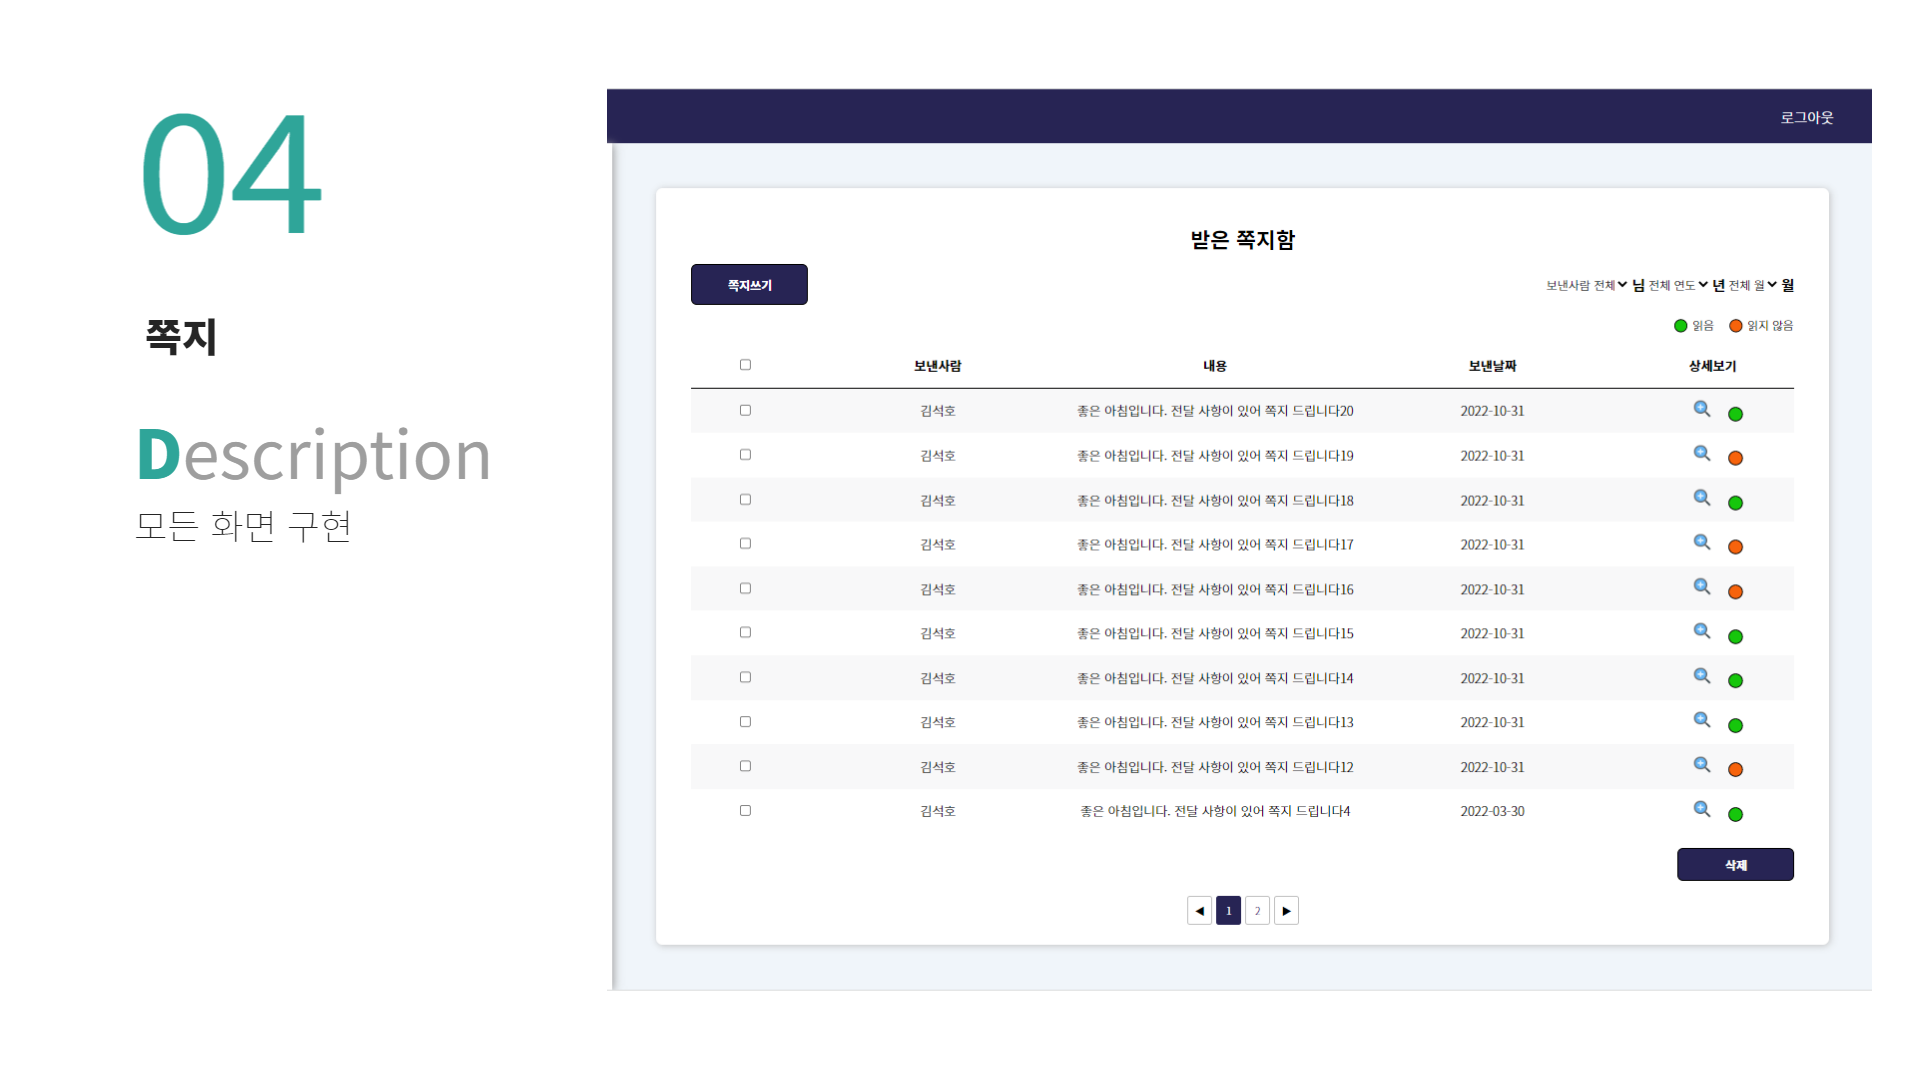 04
쪽지
Description
모든 화면 구현
로그아웃
받은 쪽지함
쪽지쓰기
보낸사람 전체 님 전체 연도 년 전체 월 월
읽음 읽지 않음
보낸사람 내용 보낸날짜 상세보기
김석호 좋은 아침입니다. 전달 사항이 있어 쪽지 드립니다20 2022-10-31
김석호 좋은 아침입니다. 전달 사항이 있어 쪽지 드립니다19 2022-10-31
김석호 좋은 아침입니다. 전달 사항이 있어 쪽지 드립니다18 2022-10-31
김석호 좋은 아침입니다. 전달 사항이 있어 쪽지 드립니다17 2022-10-31
김석호 좋은 아침입니다. 전달 사항이 있어 쪽지 드립니다16 2022-10-31
김석호 좋은 아침입니다. 전달 사항이 있어 쪽지 드립니다15 2022-10-31
김석호 좋은 아침입니다. 전달 사항이 있어 쪽지 드립니다14 2022-10-31
김석호 좋은 아침입니다. 전달 사항이 있어 쪽지 드립니다13 2022-10-31
김석호 좋은 아침입니다. 전달 사항이 있어 쪽지 드립니다12 2022-10-31
김석호 좋은 아침입니다. 전달 사항이 있어 쪽지 드립니다4 2022-03-30
삭제
◀ 1 2 ▶